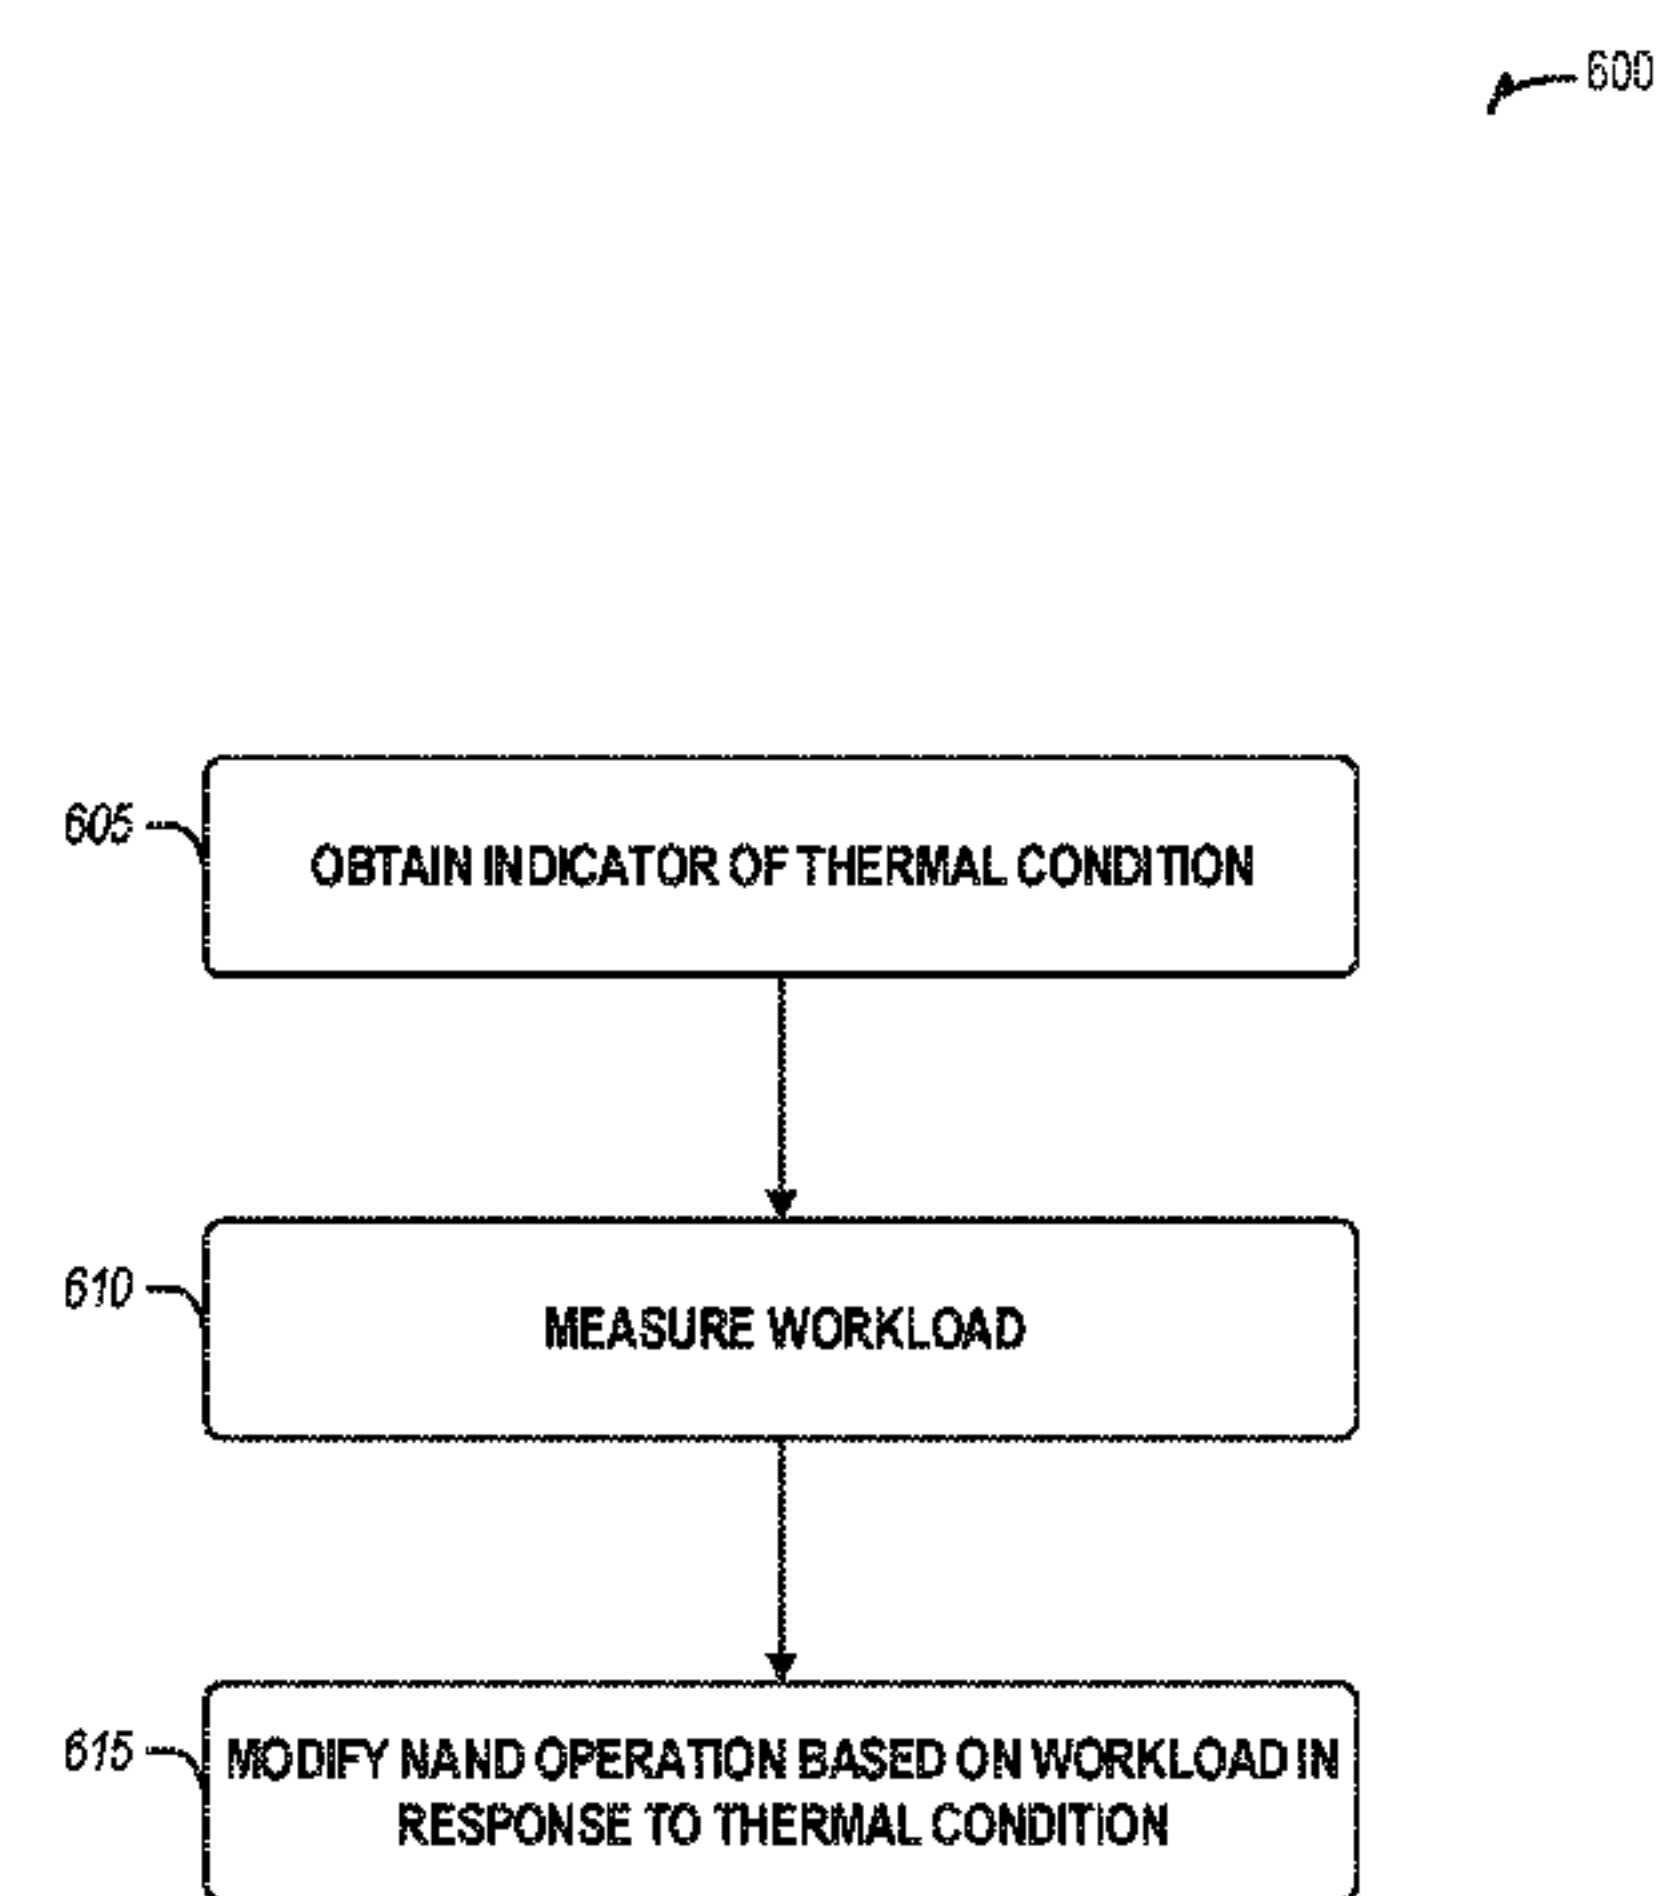 600
605
OBTAIN INDICATOR OF THERMAL CONDITION
610
MEASURE WORKLOAD
615
MODIFY NAND OPERATION BASED ON WORKLOAD IN
RESPONSE TO THERMAL CONDITION